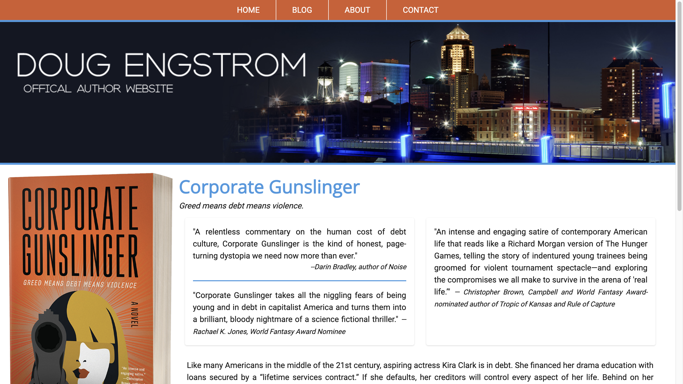 HOME
BLOG
ABOUT
CONTACT
DOUG ENGSTROM
OFFICAL AUTHOR WEBSITE
CORPORATE
GUNSLINGER
GREED MEANS DEBT MEANS VIOLENCE
A NOVEL
Corporate Gunslinger
Greed means debt means violence.
"A relentless commentary on the human cost of debt
culture, Corporate Gunslinger is the kind of honest, page-
turning dystopia we need now more than ever."
—Darin Bradley, author of Noise
"Corporate Gunslinger takes all the niggling fears of being
young and in debt in capitalist America and turns them into
a brilliant, bloody nightmare of a science fictional thriller." —
Rachael K. Jones, World Fantasy Award Nominee
"An intense and engaging satire of contemporary American
life that reads like a Richard Morgan version of The Hunger
Games, telling the story of indentured young trainees being
groomed for violent tournament spectacle—and exploring
the compromises we all make to survive in the arena of 'real
life.'" — Christopher Brown, Campbell and World Fantasy Award-
nominated author of Tropic of Kansas and Rule of Capture
Like many Americans in the middle of the 21st century, aspiring actress Kira Clark is in debt. She financed her drama education with
loans secured by a "lifetime services contract." If she defaults, her creditors will control every aspect of her life. Behind on her